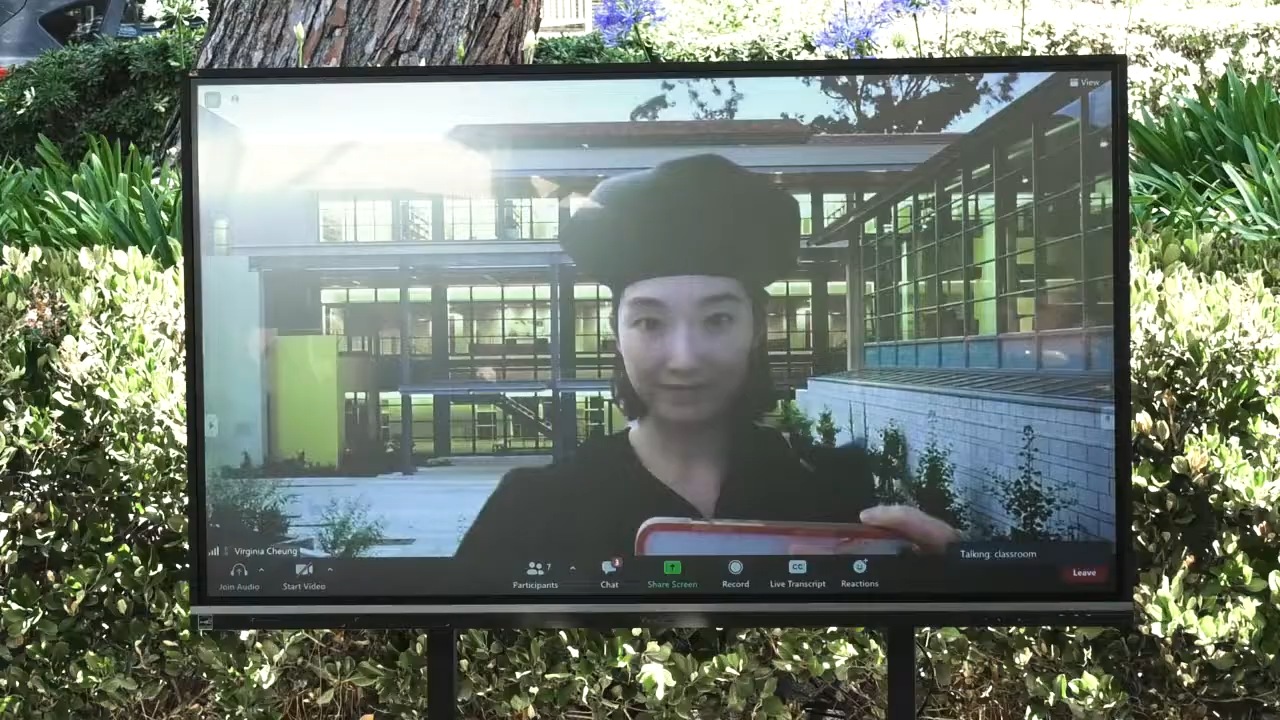 View
Virginia Cheung
Talking: classroom
Join Audio
Start Video
7
Participants
3
Chat
Share Screen
Record
CC
Live Transcript
Reactions
Leave